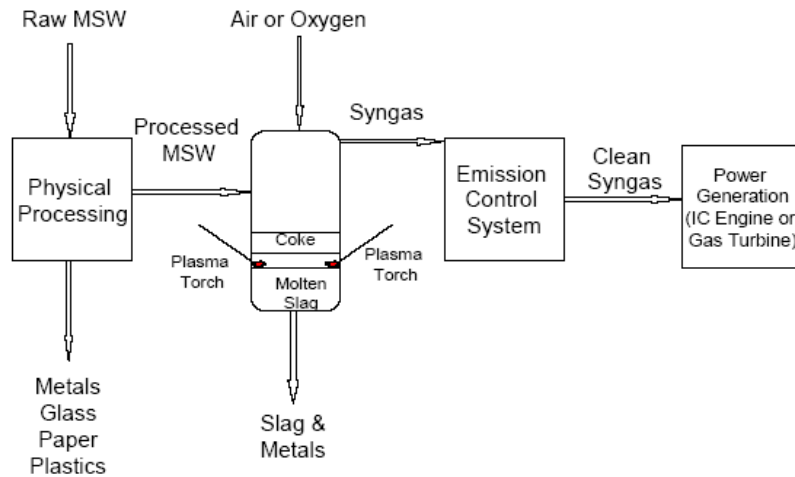 Raw MSW
Air or Oxygen
Processed
MSW
Syngas
Physical
Processing
Coke
Plasma
Torch
Plasma
Torch
Molten
Slag
Emission
Control
System
Clean
Syngas
Power
Generation
(IC Engine or
Gas Turbine)
Metals
Glass
Paper
Plastics
Slag &
Metals